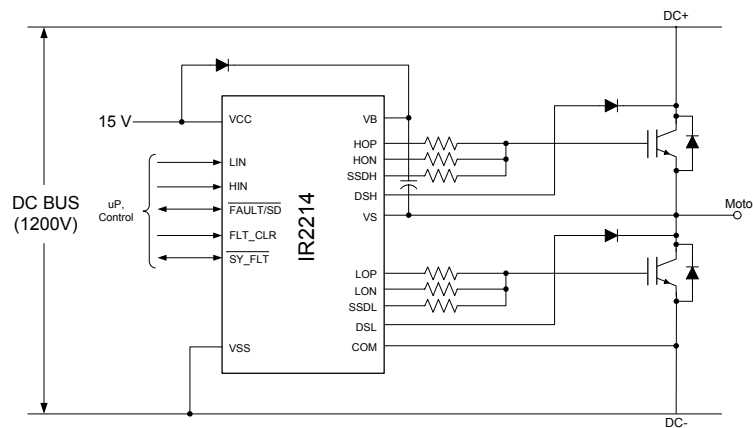 DC+
15 V
VCC
LIN
HIN
FAULT/SD
FLT_CLR
SY_FLT
VSS
uP,
Control
DC BUS
(1200V)
IR2214
VB
HOP
HON
SSDH
DSH
VS
LOP
LON
SSDL
DSL
COM
Moto
DC-